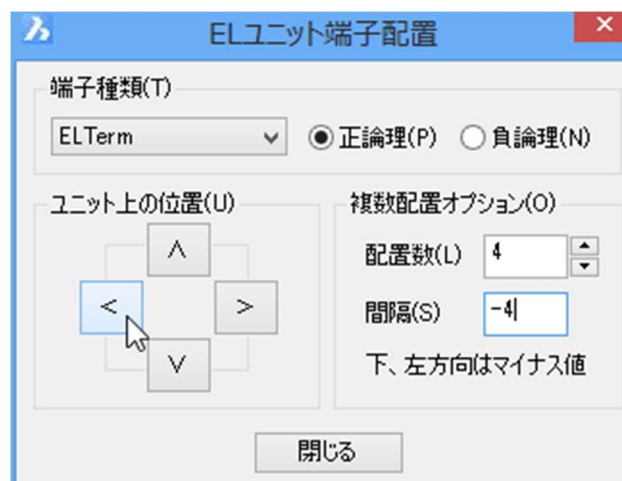 ELユニット端子配置
端子種類(T)
ELTerm 正論理(P) 負論理(N)
ユニット上の位置(U)
∧
< >
∨
複数配置オプション(O)
配置数(L) 4
間隔(S) -4
下、左方向はマイナス値
閉じる